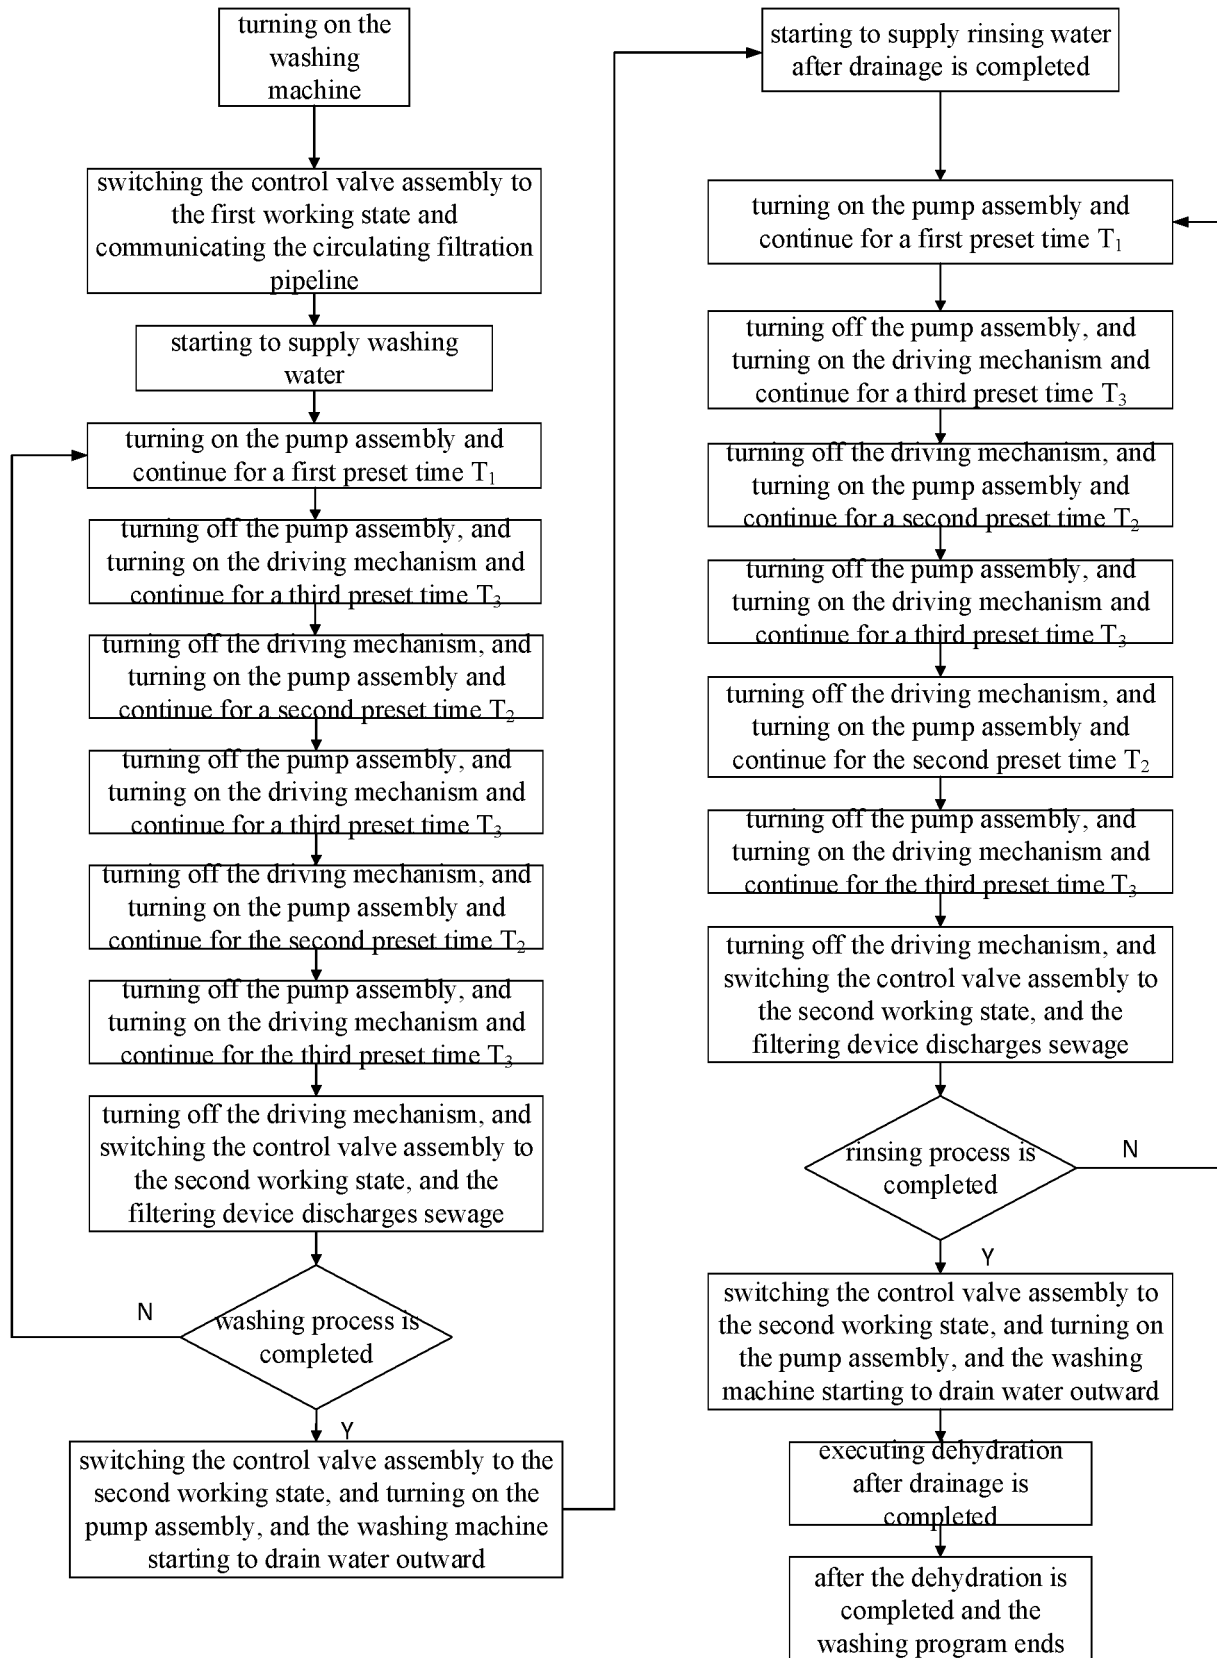 turning on the
washing
machine
switching the control valve assembly to
the first working state and
communicating the circulating filtration
pipeline
starting to supply washing
water
turning on the pump assembly and
continue for a first preset time T₁
turning off the pump assembly, and
turning on the driving mechanism and
continue for a third preset time T₃
turning off the driving mechanism, and
turning on the pump assembly and
continue for a second preset time T₂
turning off the pump assembly, and
turning on the driving mechanism and
continue for a third preset time T₃
turning off the driving mechanism, and
turning on the pump assembly and
continue for the second preset time T₂
turning off the pump assembly, and
turning on the driving mechanism and
continue for the third preset time T₃
turning off the driving mechanism, and
switching the control valve assembly to
the second working state, and the
filtering device discharges sewage
N
washing process is
completed
Y
switching the control valve assembly to the
second working state, and turning on the
pump assembly, and the washing machine
starting to drain water outward
starting to supply rinsing water
after drainage is completed
turning on the pump assembly and
continue for a first preset time T₁
turning off the pump assembly, and
turning on the driving mechanism and
continue for a third preset time T₃
turning off the driving mechanism, and
turning on the pump assembly and
continue for a second preset time T₂
turning off the pump assembly, and
turning on the driving mechanism and
continue for a third preset time T₃
turning off the driving mechanism, and
turning on the pump assembly and
continue for the second preset time T₂
turning off the pump assembly, and
turning on the driving mechanism and
continue for the third preset time T₃
turning off the driving mechanism, and
switching the control valve assembly to
the second working state, and the
filtering device discharges sewage
rinsing process is
completed
N
Y
switching the control valve assembly to
the second working state, and turning on
the pump assembly, and the washing
machine starting to drain water outward
executing dehydration
after drainage is
completed
after the dehydration is
completed and the
washing program ends